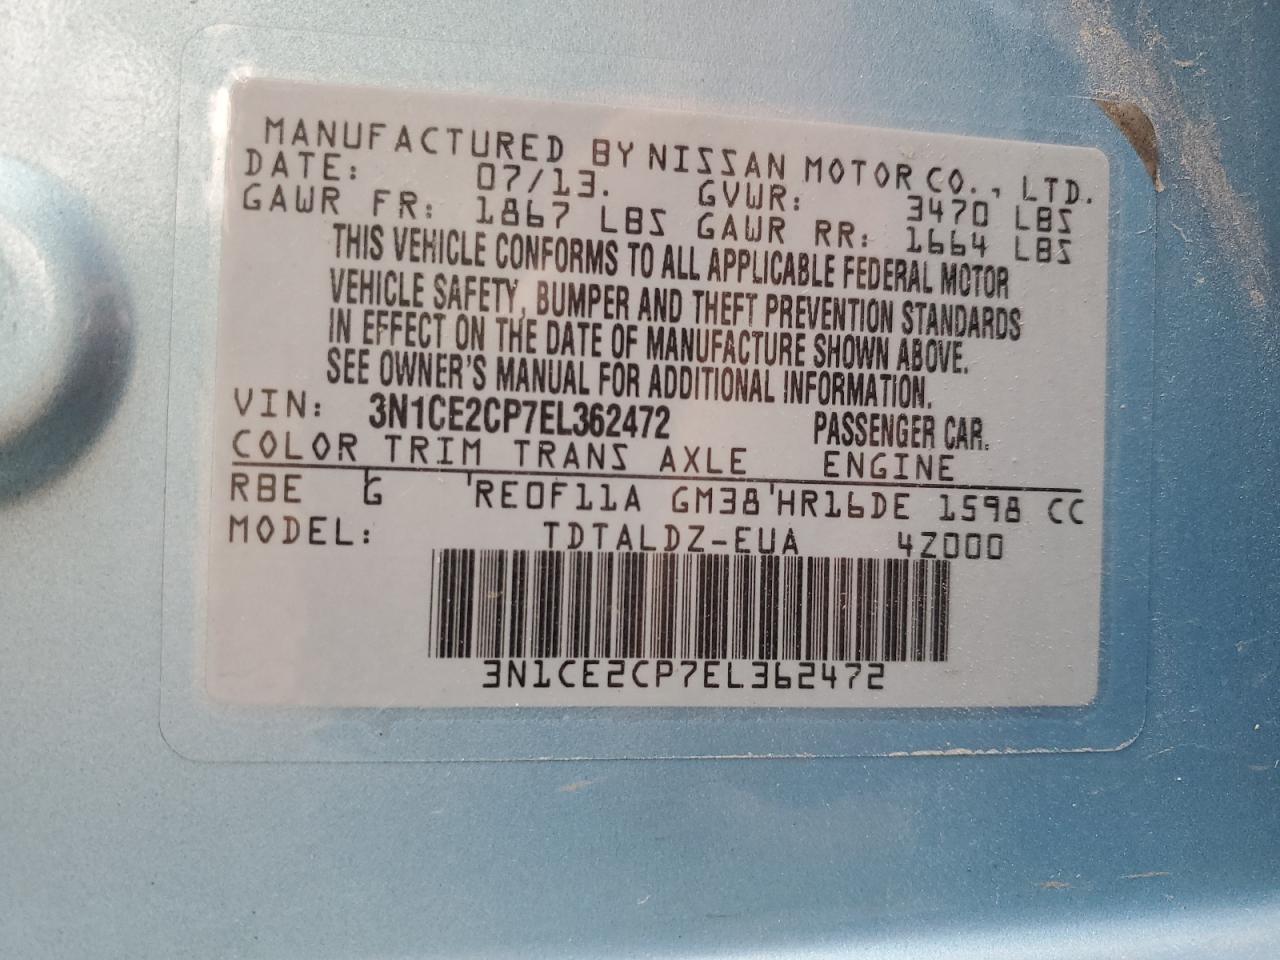 MANUFACTURED BY NISSAN MOTOR CO., LTD.
DATE: 07/13. GVWR: 3470 LBS
GAWR FR: 1867 LBS GAWR RR: 1664 LBS
THIS VEHICLE CONFORMS TO ALL APPLICABLE FEDERAL MOTOR
VEHICLE SAFETY, BUMPER AND THEFT PREVENTION STANDARDS
IN EFFECT ON THE DATE OF MANUFACTURE SHOWN ABOVE.
SEE OWNER'S MANUAL FOR ADDITIONAL INFORMATION.
VIN: 3N1CE2CP7EL362472 PASSENGER CAR.
COLOR TRIM TRANS AXLE ENGINE
RBE G 'RE0F11A GM38'HR16DE 1598 CC
MODEL: TDTALDZ-EUA 4Z000
3N1CE2CP7EL362472